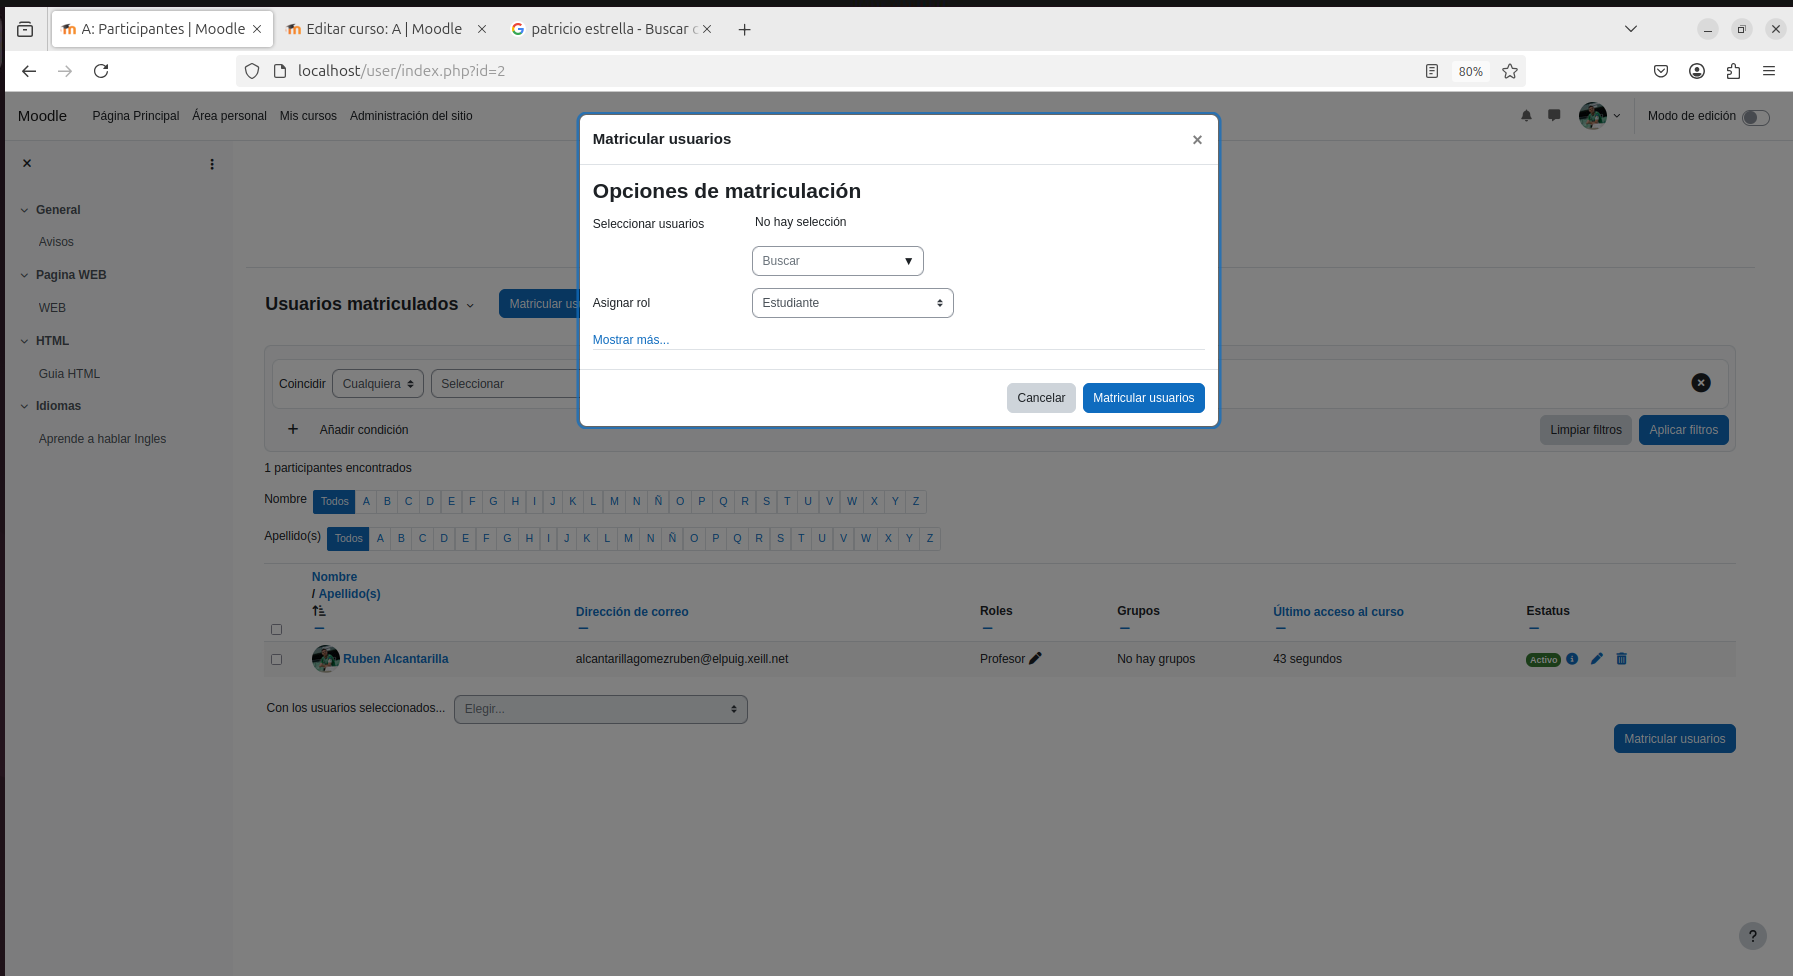 A: Participantes | Moodle
Editar curso: A | Moodle
patricio estrella - Buscar
localhost/user/index.php?id=2
80%
Moodle
Página Principal
Área personal
Mis cursos
Administración del sitio
Modo de edición
General
Avisos
Pagina WEB
WEB
HTML
Guia HTML
Idiomas
Aprende a hablar Ingles
Matricular usuarios
Opciones de matriculación
Seleccionar usuarios
No hay selección
Buscar
Asignar rol
Estudiante
Mostrar más...
Cancelar
Matricular usuarios
Usuarios matriculados
Matricular
Coincidir
Cualquiera
Seleccionar
Añadir condición
Limpiar filtros
Aplicar filtros
1 participantes encontrados
Nombre Todos A B C D E F G H I J K L M N Ñ O P Q R S T U V W X Y Z
Apellido(s) Todos A B C D E F G H I J K L M N Ñ O P Q R S T U V W X Y Z
Nombre
/ Apellido(s)
Dirección de correo
Roles
Grupos
Último acceso al curso
Estatus
Ruben Alcantarilla
alcantarillagomezruben@elpuig.xeill.net
Profesor
No hay grupos
43 segundos
Activo
Con los usuarios seleccionados...
Elegir...
Matricular usuarios
?